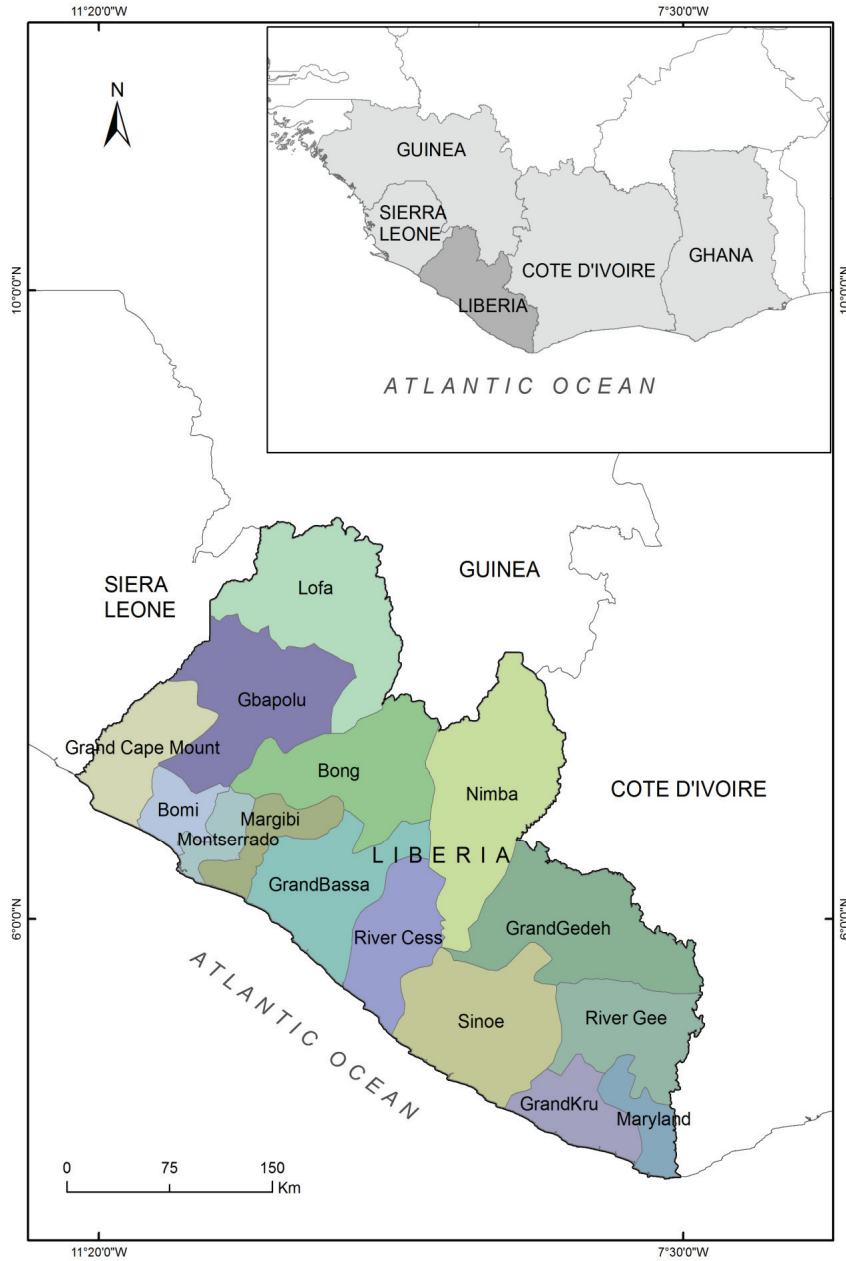 11°20'0"W
7°30'0"W
N
GUINEA
SIERRA
LEONE
COTE D'IVOIRE
GHANA
LIBERIA
ATLANTIC OCEAN
10°0'0"N
10°0'0"N
SIERA
LEONE
GUINEA
Lofa
Gbapolu
Grand Cape Mount
Bong
Nimba
COTE D'IVOIRE
Bomi
Margibi
Montserrado
LIBERIA
GrandBassa
6°0'0"N
6°0'0"N
River Cess
GrandGedeh
ATLANTIC OCEAN
Sinoe
River Gee
GrandKru
Maryland
0 75 150
Km
11°20'0"W
7°30'0"W